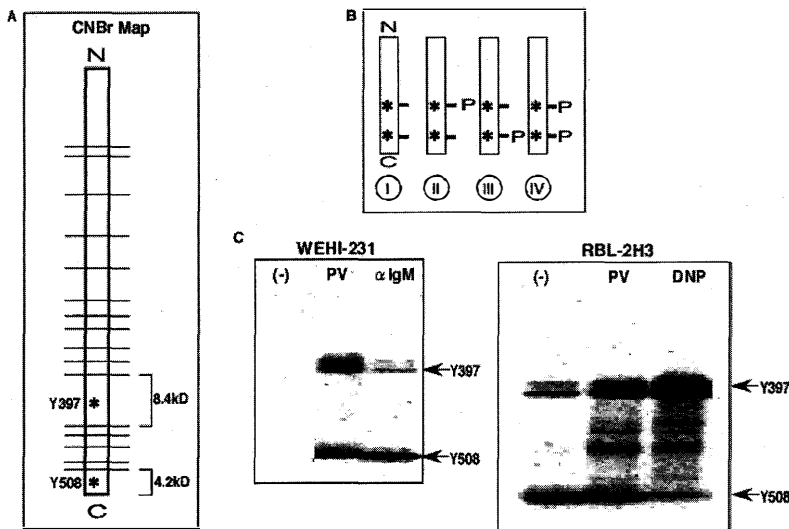 A
CNBr Map
N
Y397 *
8.4kD
Y508 *
4.2kD
C
B
N
* * P * * P
* * * P * P
C
I II III IV
C
WEHI-231
(-) PV α IgM
Y397
Y508
RBL-2H3
(-) PV DNP
Y397
Y508